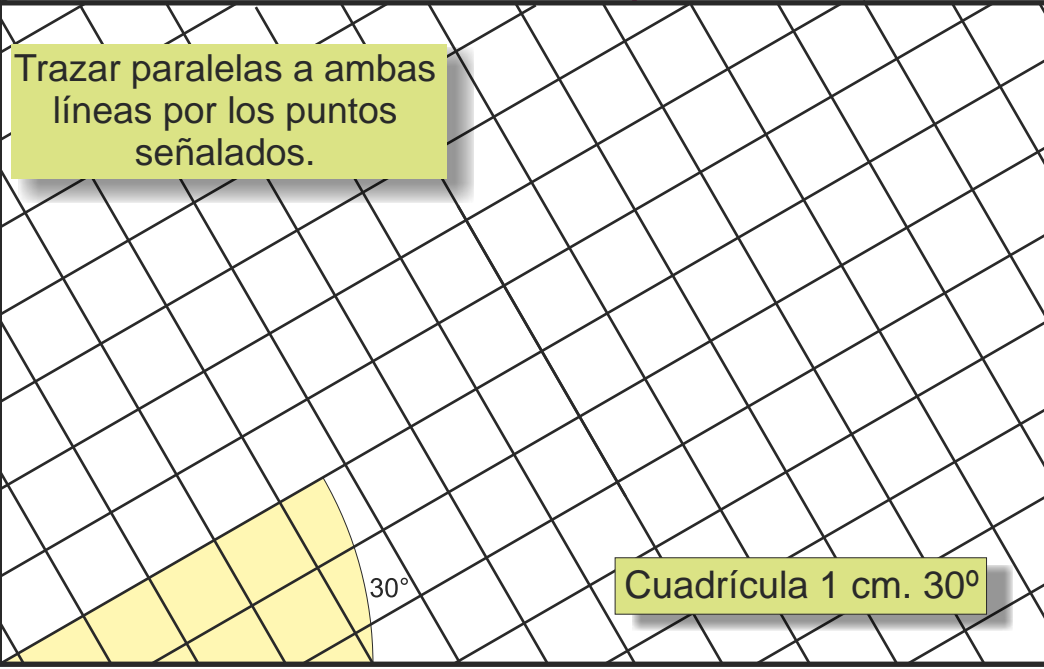 Trazar paralelas a ambas
líneas por los puntos
señalados.
30°
Cuadrícula 1 cm. 30º